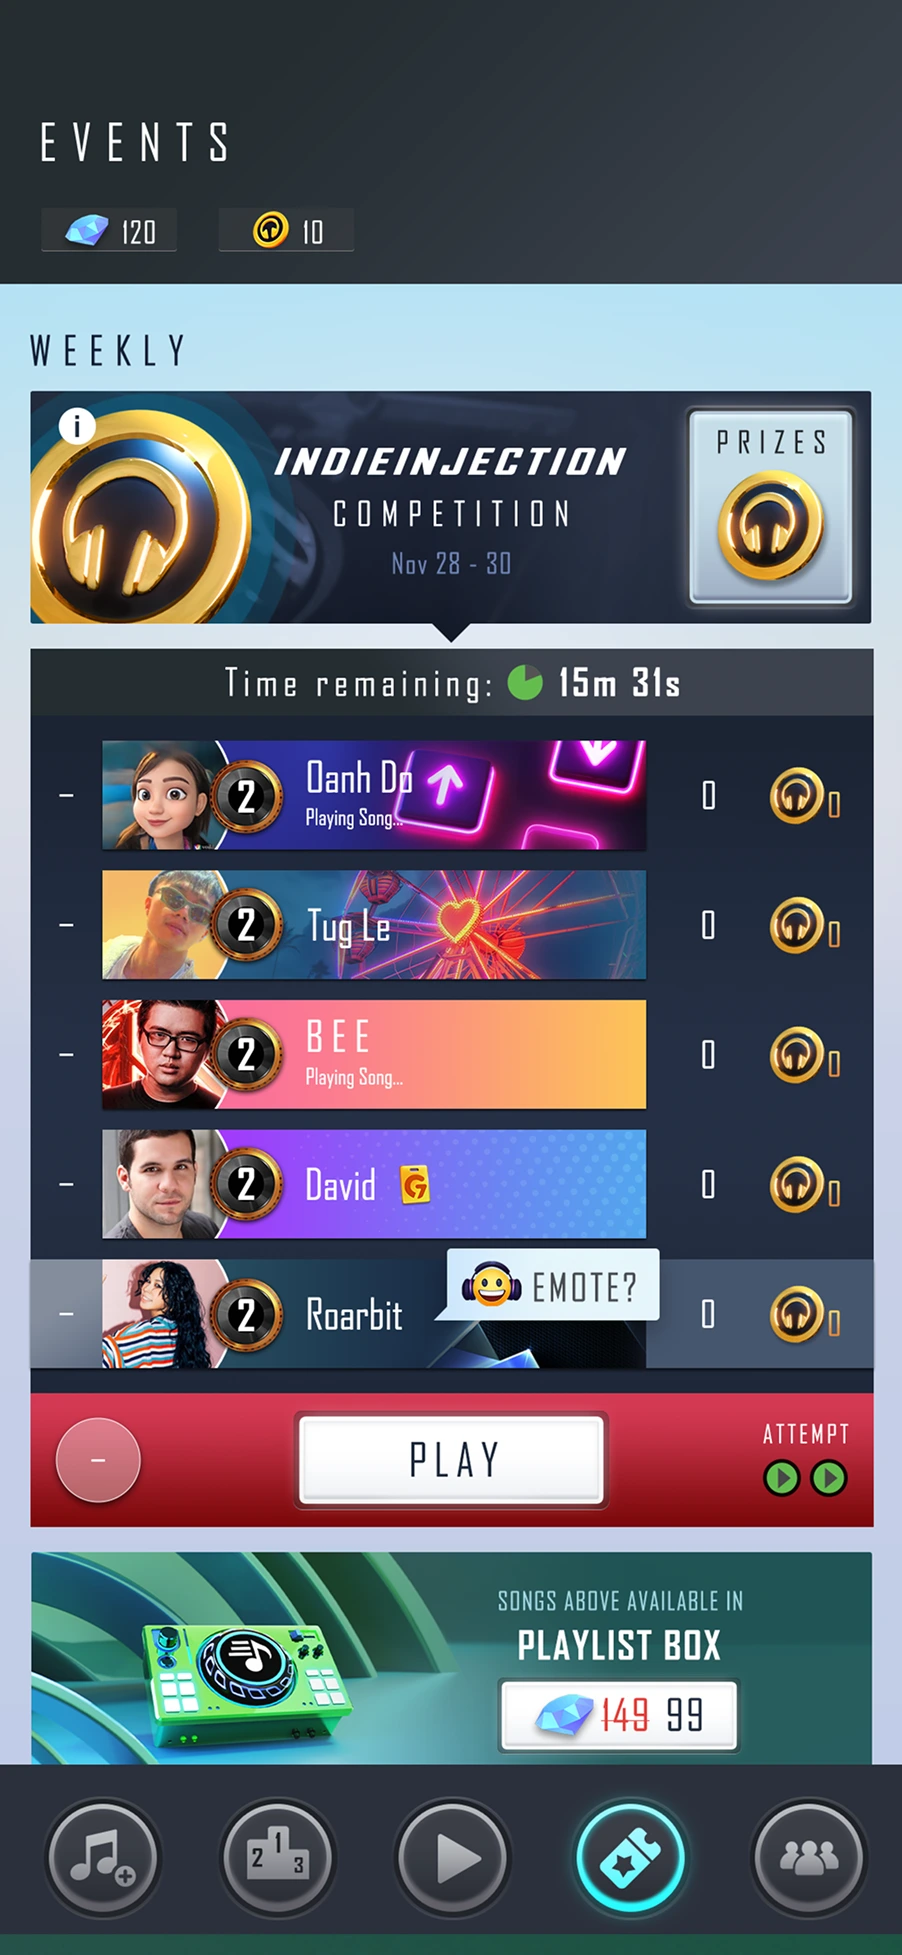 EVENTS
120
10
WEEKLY
i
INDIEINJECTION
COMPETITION
Nov 28 - 30
PRIZES
Time remaining: 15m 31s
-
2
Oanh Do
Playing Song...
0
0
-
2
Tug Le
0
0
-
2
BEE
Playing Song...
0
0
-
2
David
G
0
0
-
2
Roarbit
EMOTE?
0
0
-
PLAY
ATTEMPT
SONGS ABOVE AVAILABLE IN
PLAYLIST BOX
149 99
2 1 3